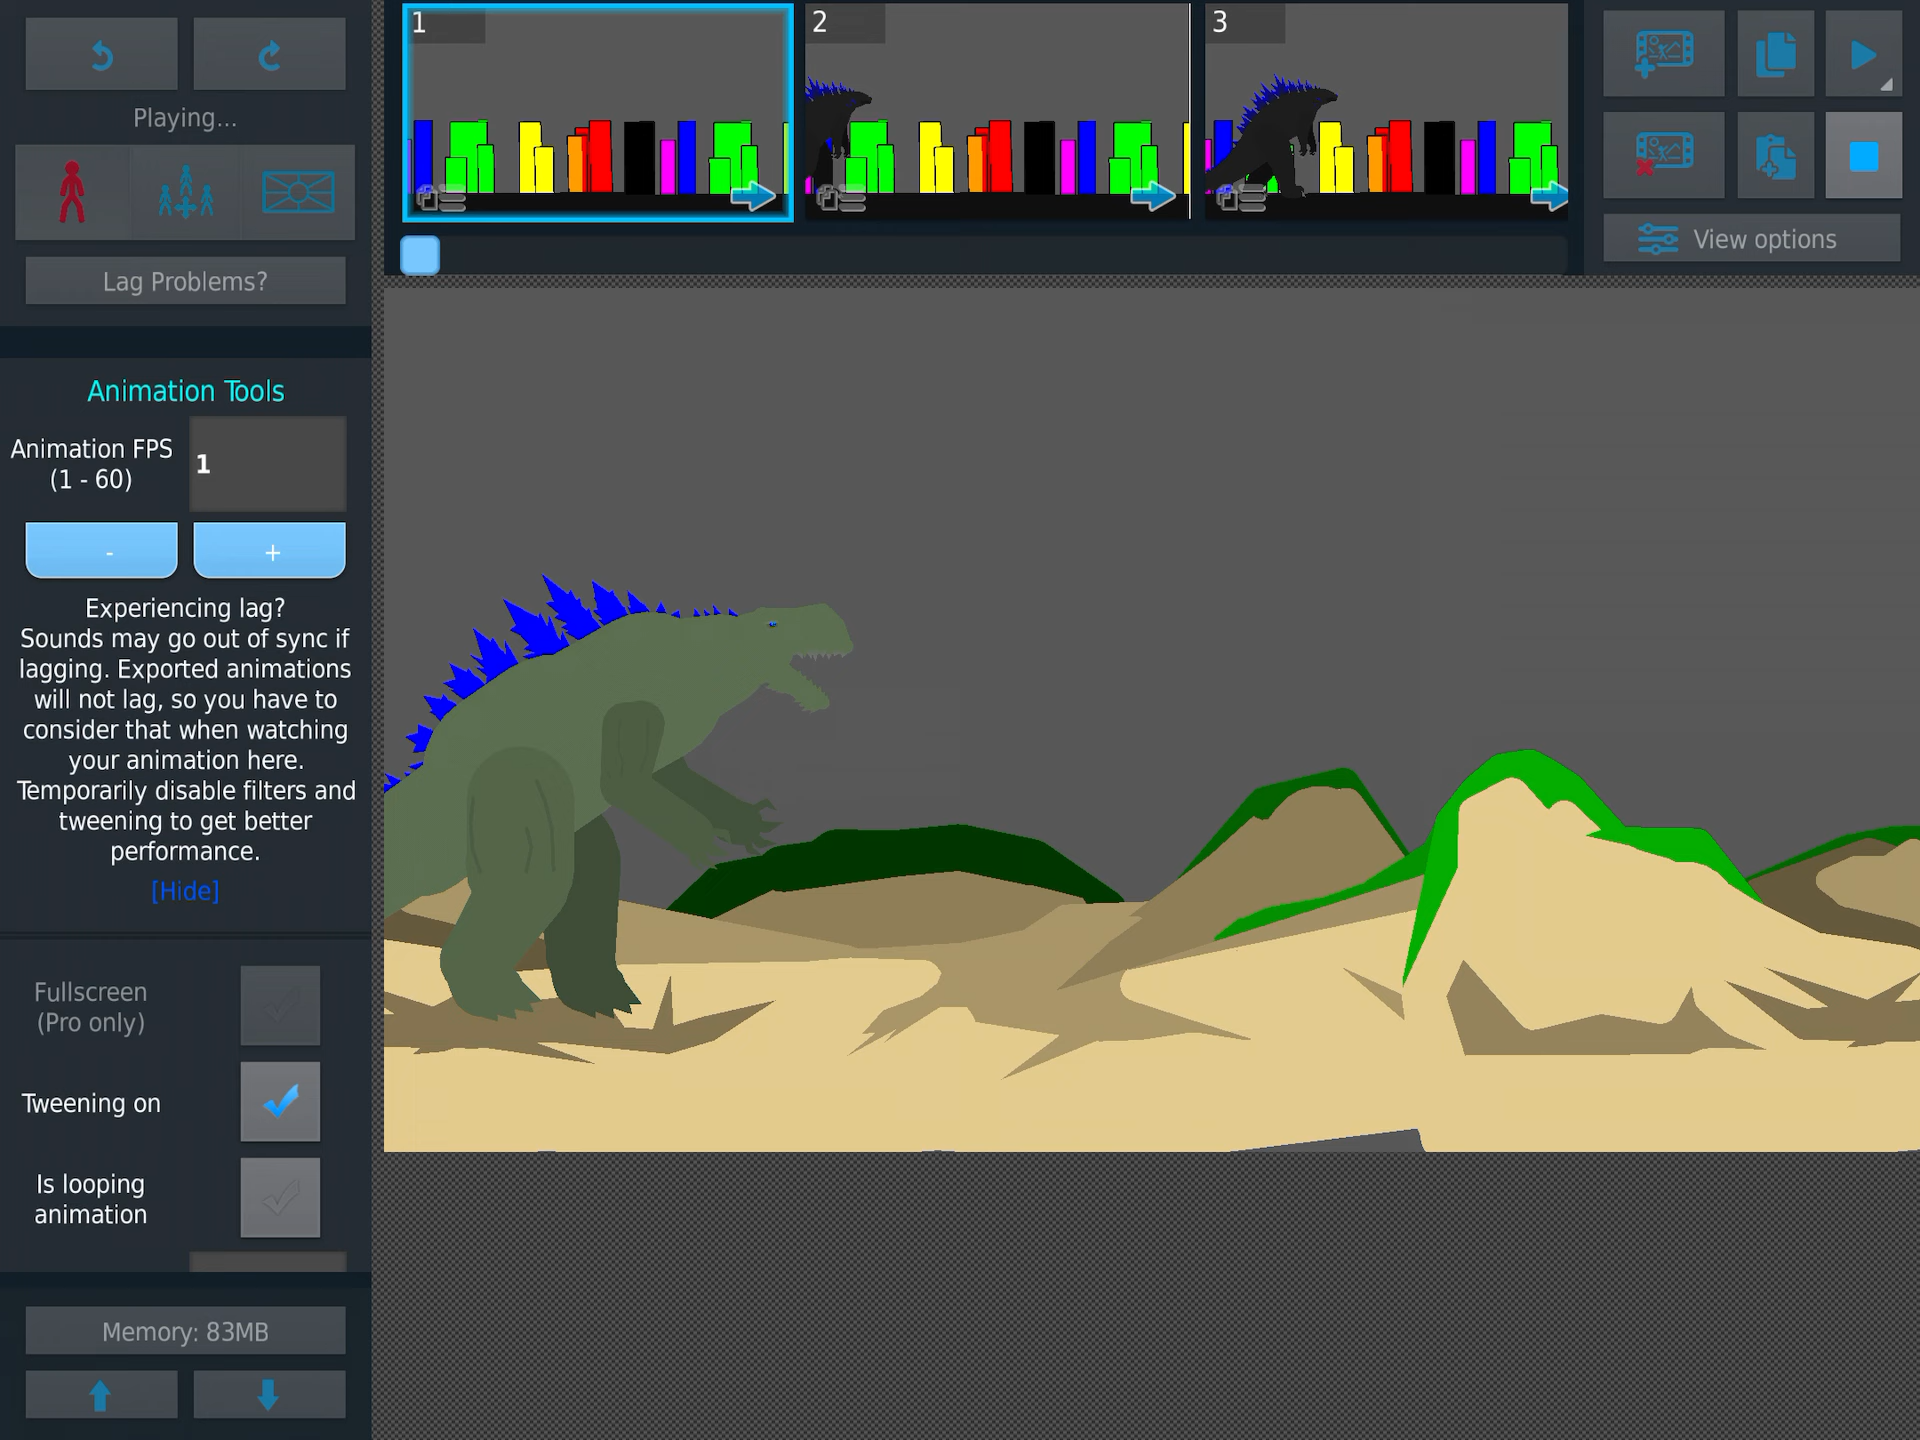 1
2
3
Playing...
View options
Lag Problems?
Animation Tools
Animation FPS
(1 - 60)
1
-
+
Experiencing lag?
Sounds may go out of sync if
lagging. Exported animations
will not lag, so you have to
consider that when watching
your animation here.
Temporarily disable filters and
tweening to get better
performance.
[Hide]
Fullscreen
(Pro only)
Tweening on
Is looping
animation
Memory: 83MB